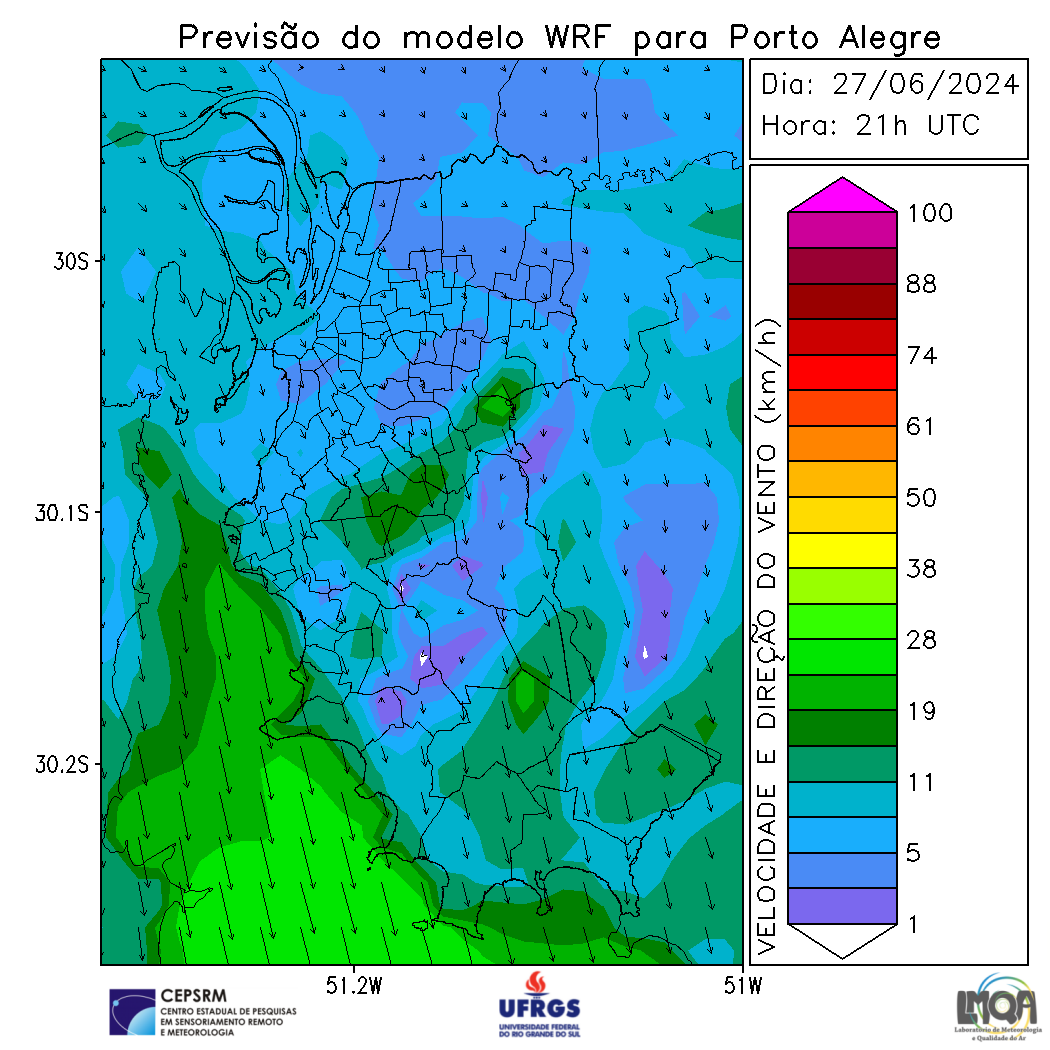 Previsão do modelo WRF para Porto Alegre
Dia: 27/06/2024
Hora: 21h UTC
30S
30.1S
30.2S
51.2W
51W
VELOCIDADE E DIREÇÃO DO VENTO (km/h)
100
88
74
61
50
38
28
19
11
5
1
CEPSRM
CENTRO ESTADUAL DE PESQUISAS
EM SENSORIAMENTO REMOTO
E METEOROLOGIA
UFRGS
UNIVERSIDADE FEDERAL
DO RIO GRANDE DO SUL
LMQA
Laboratório de Meteorologia
e Qualidade do Ar